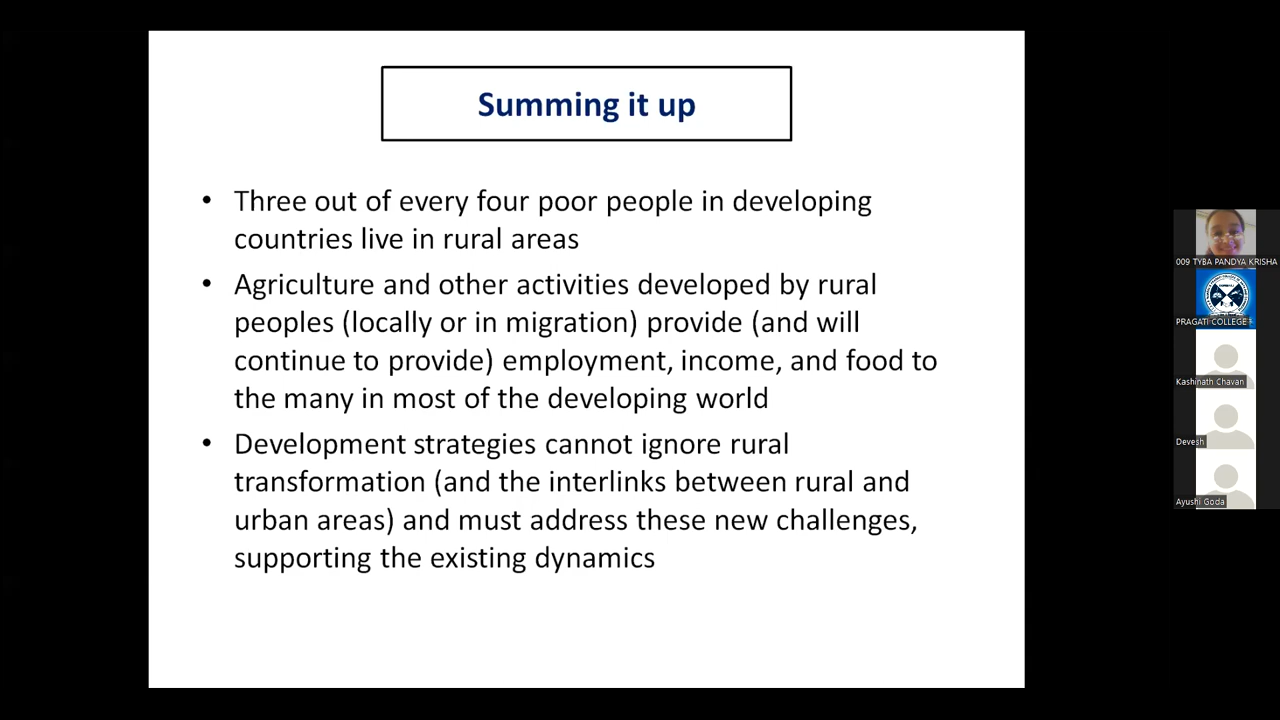 Summing it up
• Three out of every four poor people in developing
countries live in rural areas
• Agriculture and other activities developed by rural
peoples (locally or in migration) provide (and will
continue to provide) employment, income, and food to
the many in most of the developing world
• Development strategies cannot ignore rural
transformation (and the interlinks between rural and
urban areas) and must address these new challenges,
supporting the existing dynamics
009 TYBA PANDYA KRISHA
PRAGATI COLLEGE
Kashinath Chavan
Devesh
Ayushi Goda